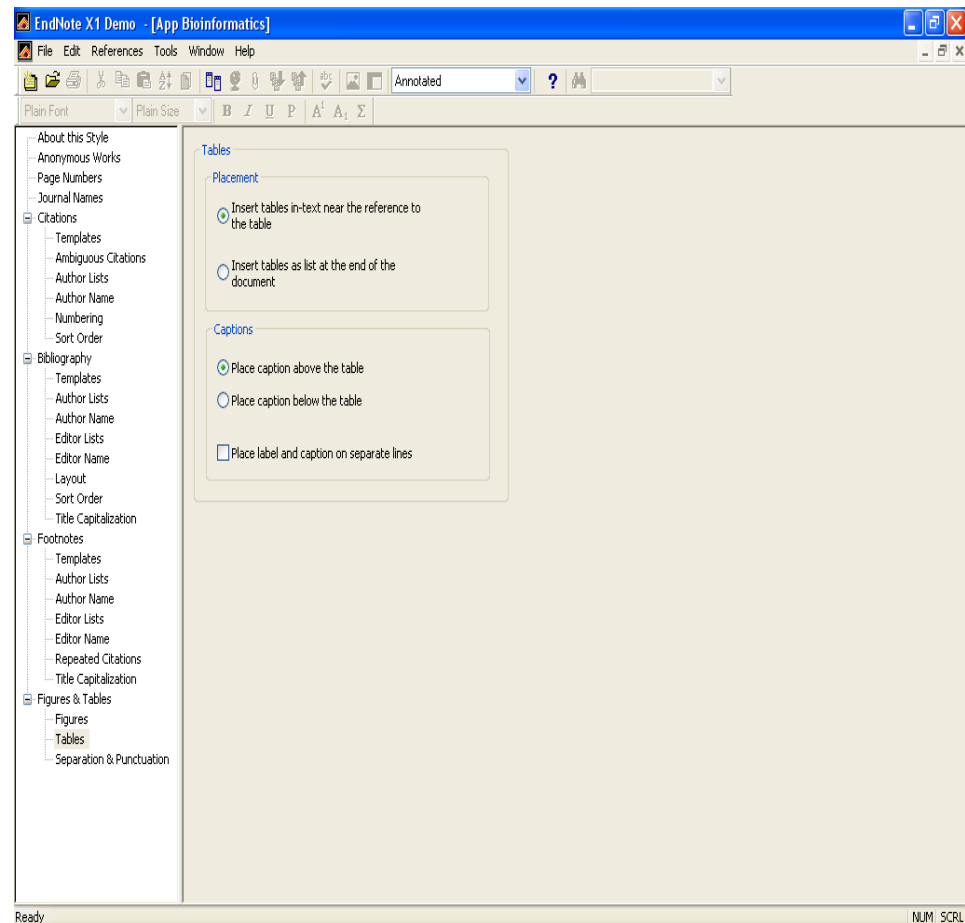 EndNote X1 Demo - [App Bioinformatics]
File Edit References Tools Window Help
Annotated
Plain Font Plain Size B I U P A¹ A₁ Σ
About this Style
Anonymous Works
Page Numbers
Journal Names
Citations
Templates
Ambiguous Citations
Author Lists
Author Name
Numbering
Sort Order
Bibliography
Templates
Author Lists
Author Name
Editor Lists
Editor Name
Layout
Sort Order
Title Capitalization
Footnotes
Templates
Author Lists
Author Name
Editor Lists
Editor Name
Repeated Citations
Title Capitalization
Figures & Tables
Figures
Tables
Separation & Punctuation
Tables
Placement
Insert tables in-text near the reference to
the table
Insert tables as list at the end of the
document
Captions
Place caption above the table
Place caption below the table
Place label and caption on separate lines
Ready NUM SCRL